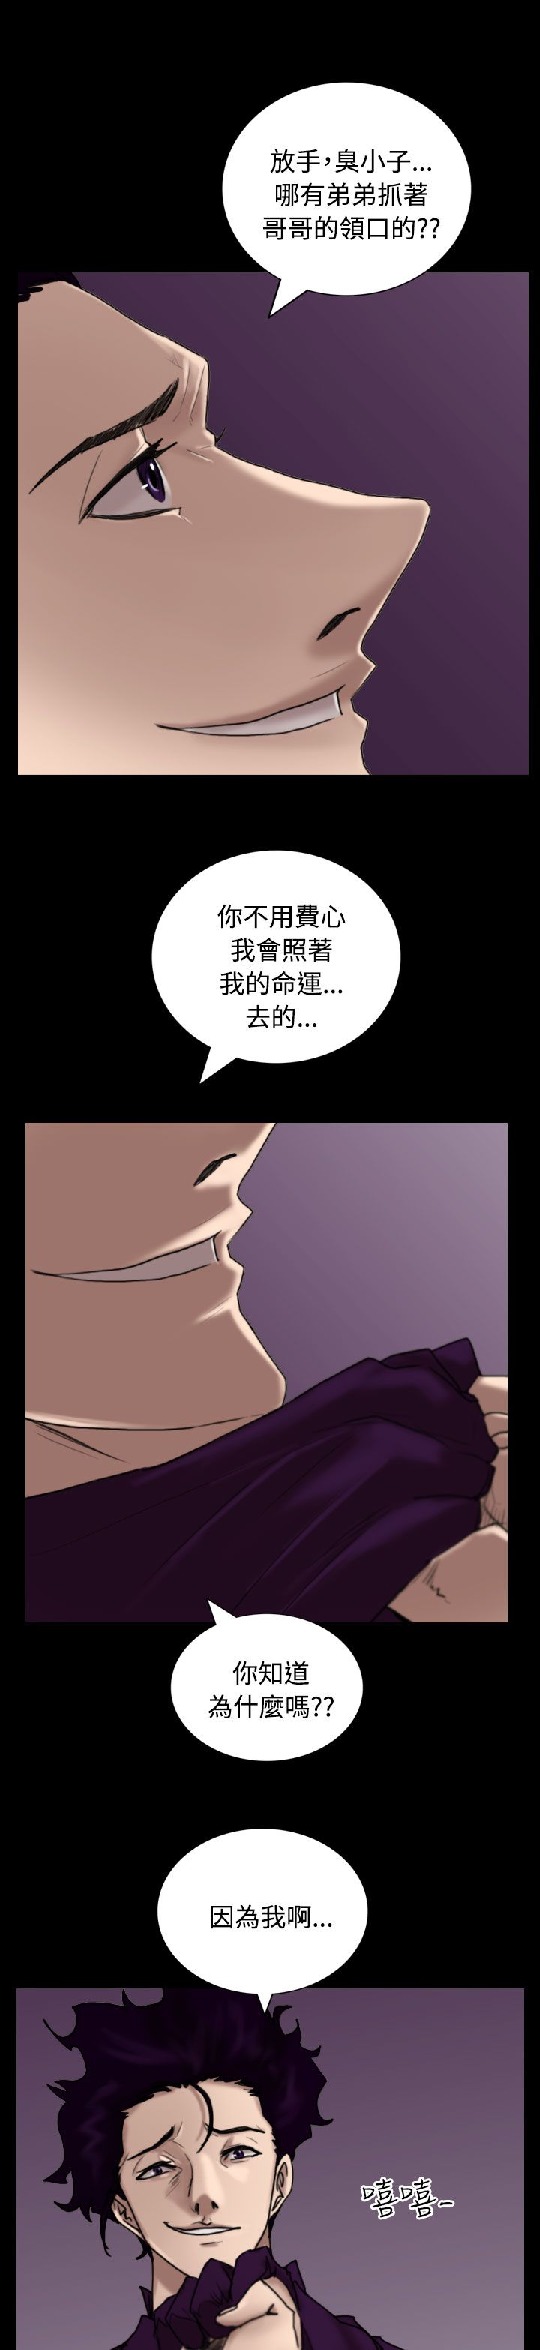 放手，臭小子...
哪有弟弟抓著
哥哥的領口的??
你不用費心
我會照著
我的命運...
去的...
你知道
為什麼嗎??
因為我啊...
嘻嘻~